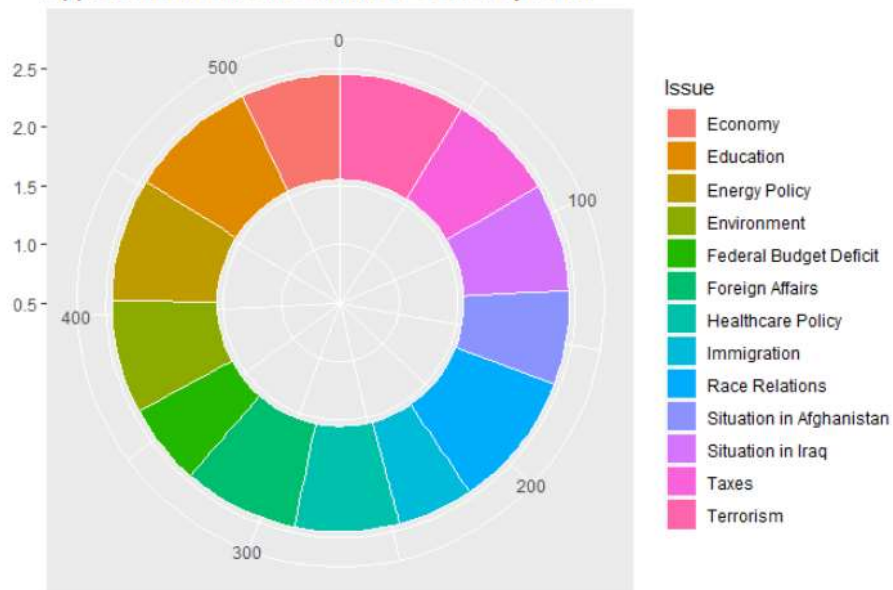 0
500
100
400
200
300
2.5
2.0
1.5
1.0
0.5
Issue
Economy
Education
Energy Policy
Environment
Federal Budget Deficit
Foreign Affairs
Healthcare Policy
Immigration
Race Relations
Situation in Afghanistan
Situation in Iraq
Taxes
Terrorism